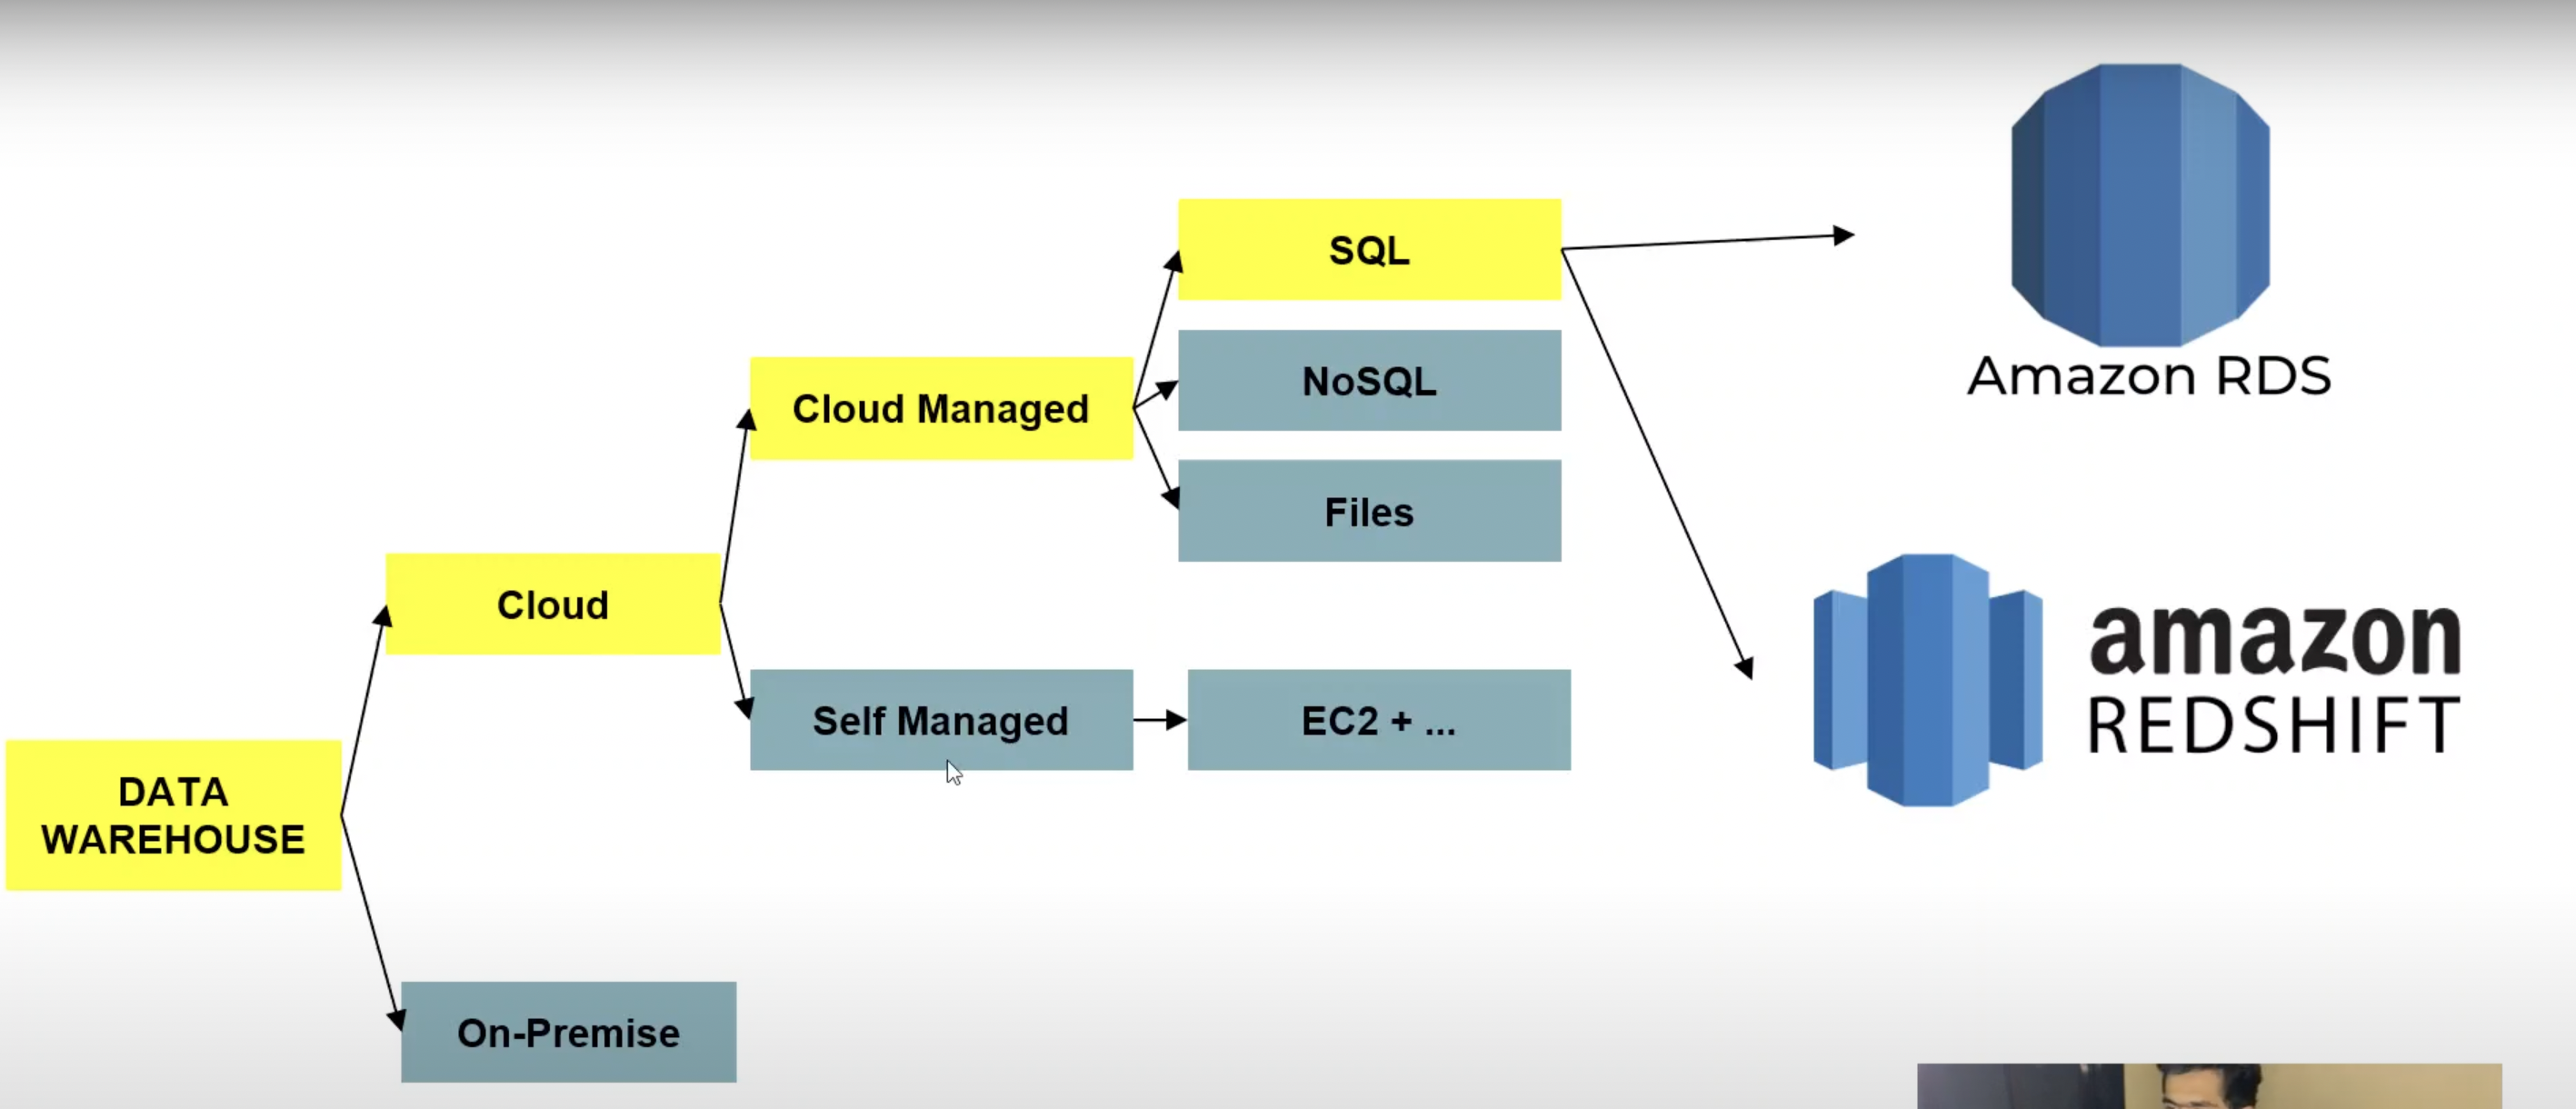 SQL
Amazon RDS
NoSQL
Cloud Managed
Files
Cloud
amazon
REDSHIFT
Self Managed
EC2 + ...
DATA
WAREHOUSE
On-Premise